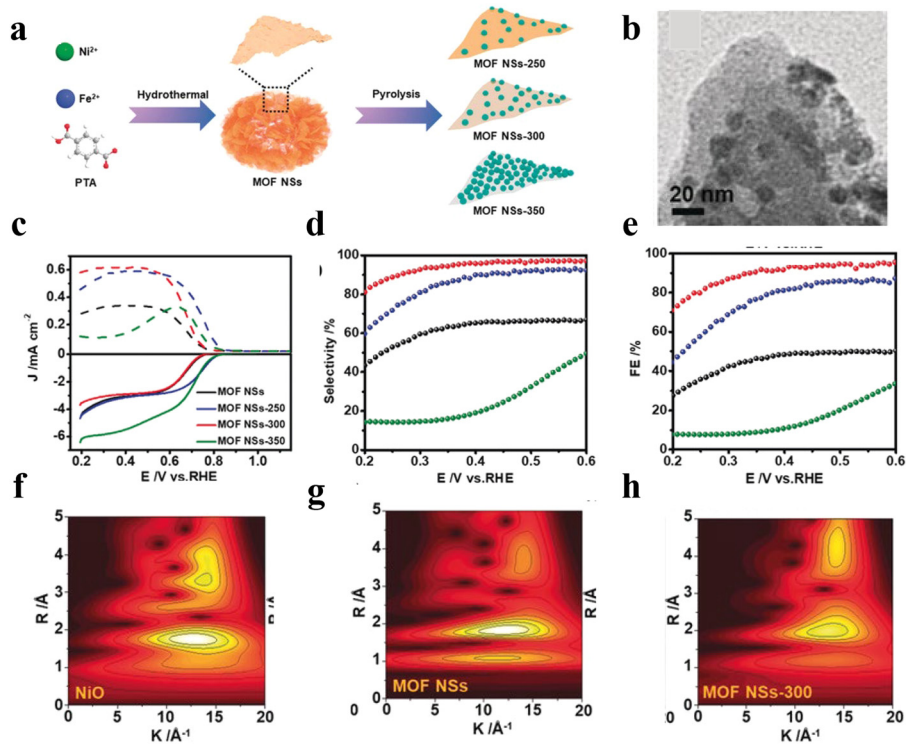 a
Ni²⁺
Fe²⁺
PTA
Hydrothermal
MOF NSs
Pyrolysis
MOF NSs-250
MOF NSs-300
MOF NSs-350
b
20 nm
c
0.6
0.4
0.2
0
-2
-4
-6
J /mA cm⁻²
MOF NSs
MOF NSs-250
MOF NSs-300
MOF NSs-350
0.2 0.4 0.6 0.8 1.0
E /V vs.RHE
d
100
80
60
40
20
0
Selectivity /%
0.2 0.3 0.4 0.5 0.6
E /V vs.RHE
e
100
80
60
40
20
0
FE /%
0.2 0.3 0.4 0.5 0.6
E /V vs.RHE
f
5
4
3
2
1
0
R /Å
NiO
0 5 10 15 20
K /Å⁻¹
g
5
4
3
2
1
0
R /Å
MOF NSs
0 5 10 15 20
K /Å⁻¹
h
5
4
3
2
1
0
R /Å
MOF NSs-300
0 5 10 15 20
K /Å⁻¹